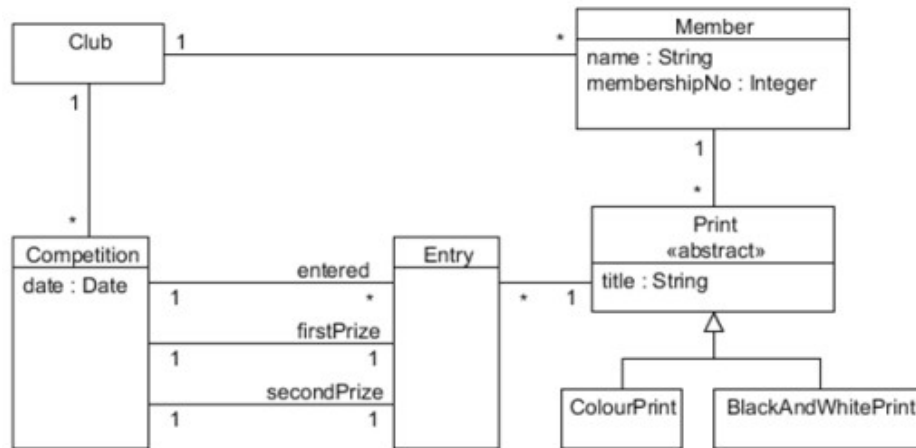 Club
1
*
Member
name : String
membershipNo : Integer
1
1
*
*
Print
«abstract»
title : String
Competition
date : Date
entered
1
*
Entry
*
1
firstPrize
1
1
secondPrize
1
1
ColourPrint
BlackAndWhitePrint